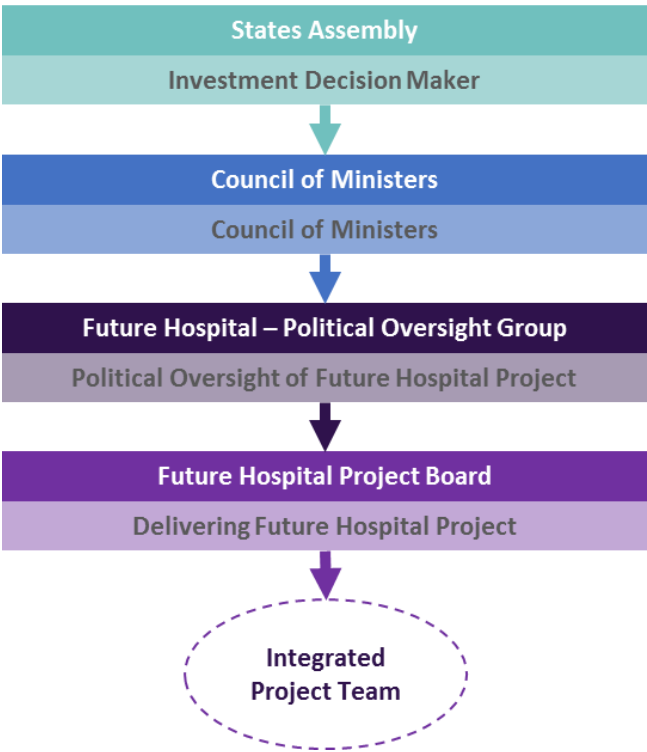 States Assembly
Investment Decision Maker
Council of Ministers
Council of Ministers
Future Hospital – Political Oversight Group
Political Oversight of Future Hospital Project
Future Hospital Project Board
Delivering Future Hospital Project
Integrated
Project Team